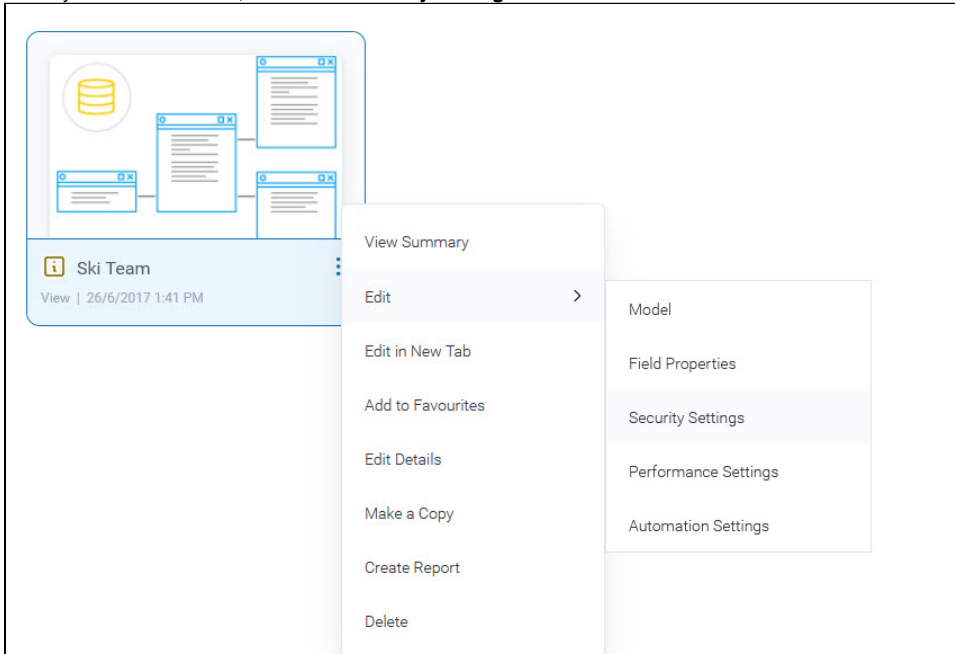 Ski Team
View | 26/6/2017 1:41 PM
View Summary
Edit
Edit in New Tab
Add to Favourites
Edit Details
Make a Copy
Create Report
Delete
Model
Field Properties
Security Settings
Performance Settings
Automation Settings